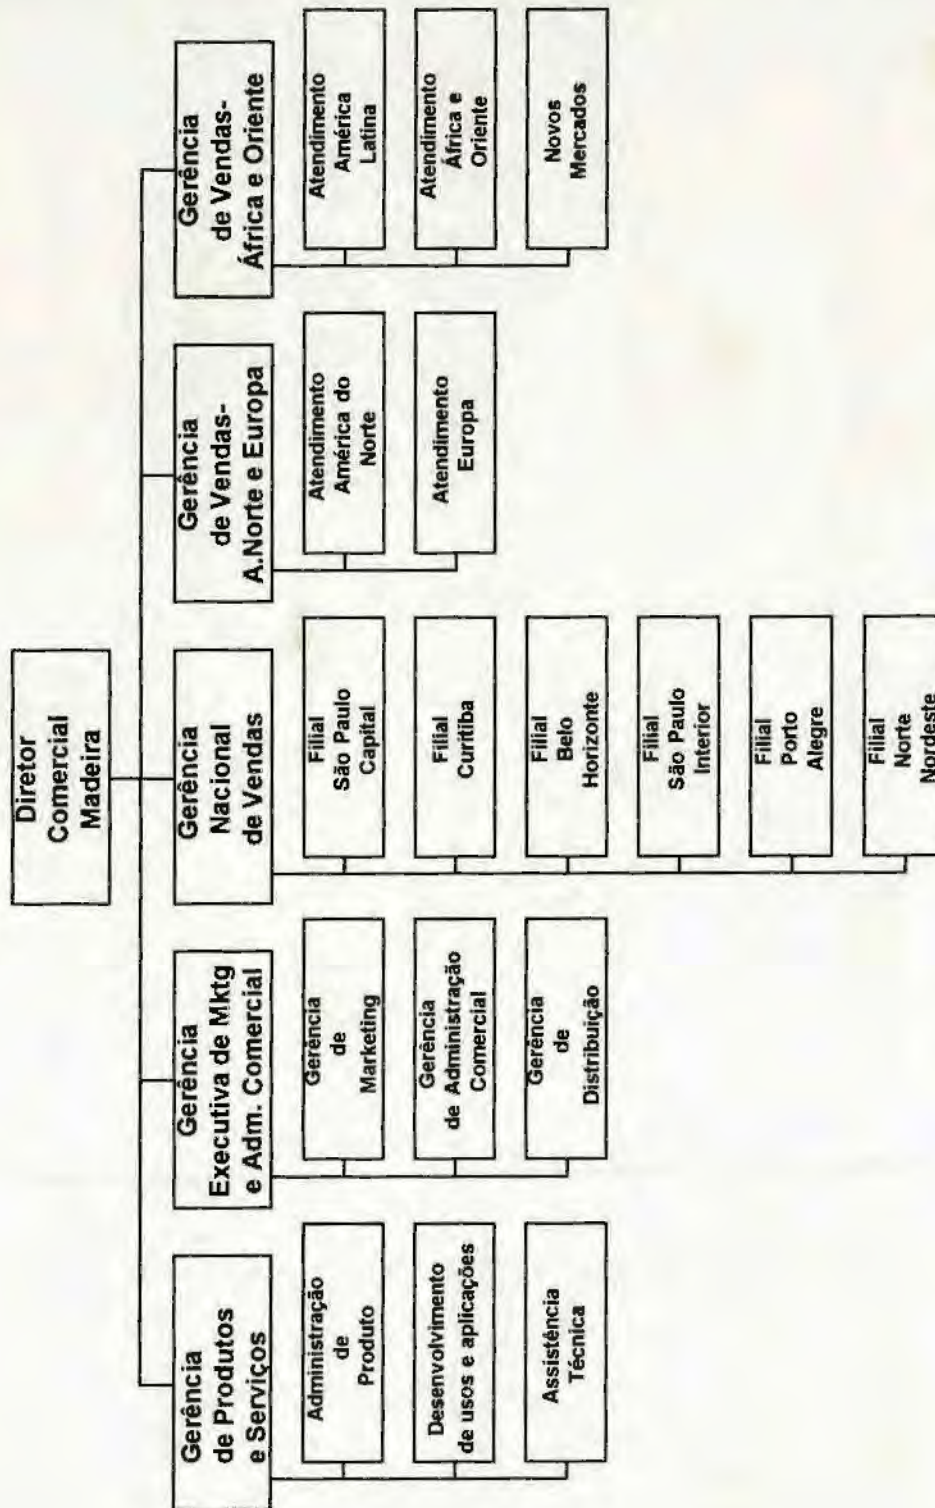 Diretor
Comercial
Madeira
Gerência
de Produtos
e Serviços
Administração
de
Produto
Desenvolvimento
de usos e aplicações
Assistência
Técnica
Gerência
Executiva de Mktg
e Adm. Comercial
Gerência
de
Marketing
Gerência
de Administração
Comercial
Gerência
de
Distribuição
Gerência
Nacional
de Vendas
Filial
São Paulo
Capital
Filial
Curitiba
Filial
Belo
Horizonte
Filial
São Paulo
Interior
Filial
Porto
Alegre
Filial
Norte
Nordeste
Gerência
de Vendas-
A.Norte e Europa
Atendimento
América do
Norte
Atendimento
Europa
Gerência
de Vendas-
África e Oriente
Atendimento
América
Latina
Atendimento
África e
Oriente
Novos
Mercados